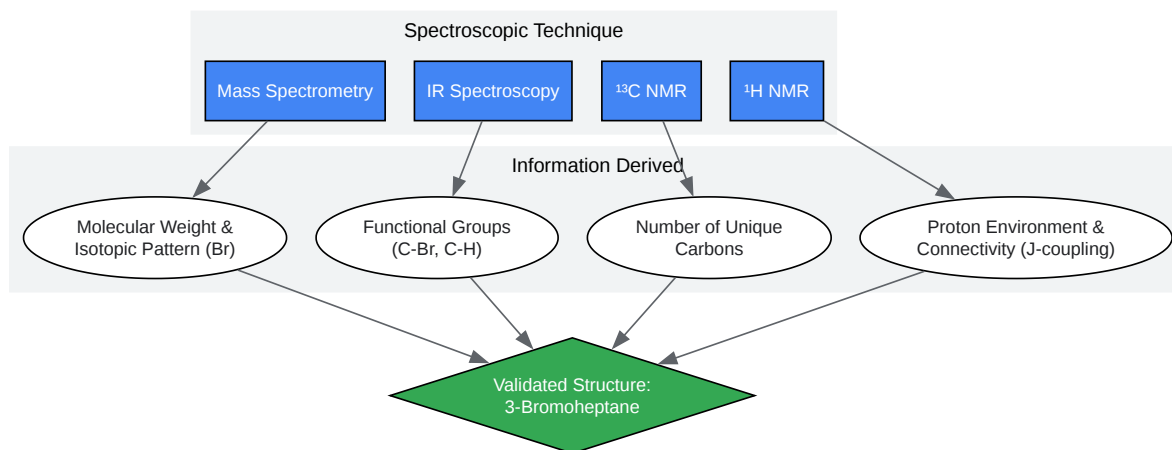 Spectroscopic Technique
Mass Spectrometry
IR Spectroscopy
¹³C NMR
¹H NMR
Information Derived
Molecular Weight &
Isotopic Pattern (Br)
Functional Groups
(C-Br, C-H)
Number of Unique
Carbons
Proton Environment &
Connectivity (J-coupling)
Validated Structure:
3-Bromoheptane